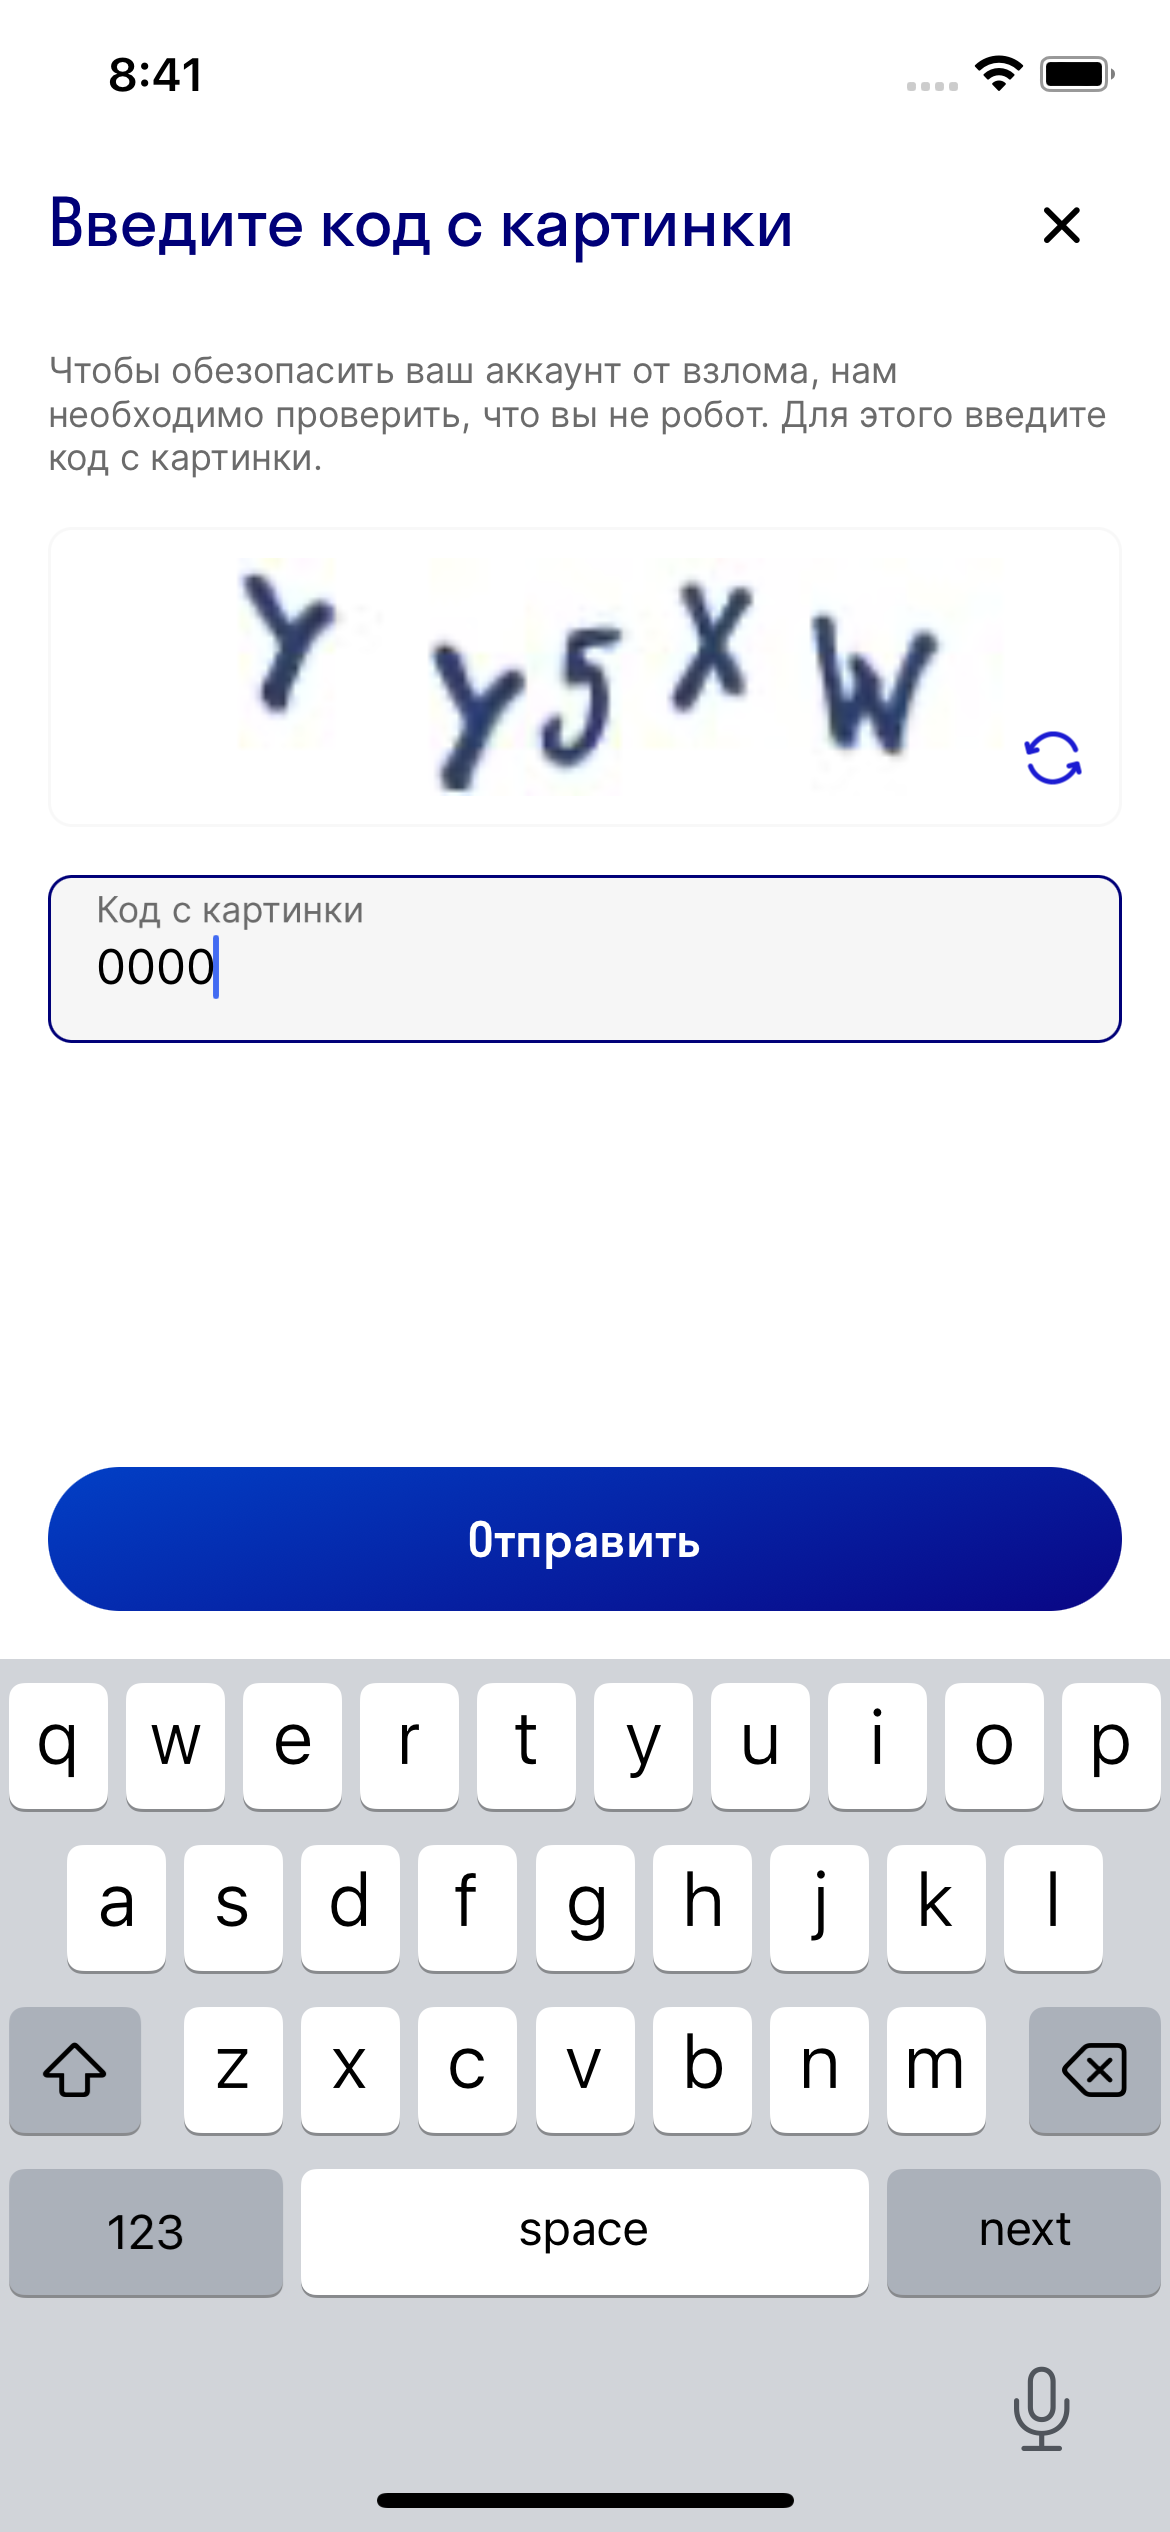 8:41
Введите код с картинки
Чтобы обезопасить ваш аккаунт от взлома, нам
необходимо проверить, что вы не робот. Для этого введите
код с картинки.
Y Y 5 X W
Код с картинки
0000
Отправить
q w e r t y u i o p
a s d f g h j k l
z x c v b n m
123 space next